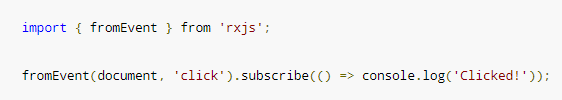 import { fromEvent } from 'rxjs';
fromEvent(document, 'click').subscribe(() => console.log('Clicked!'));